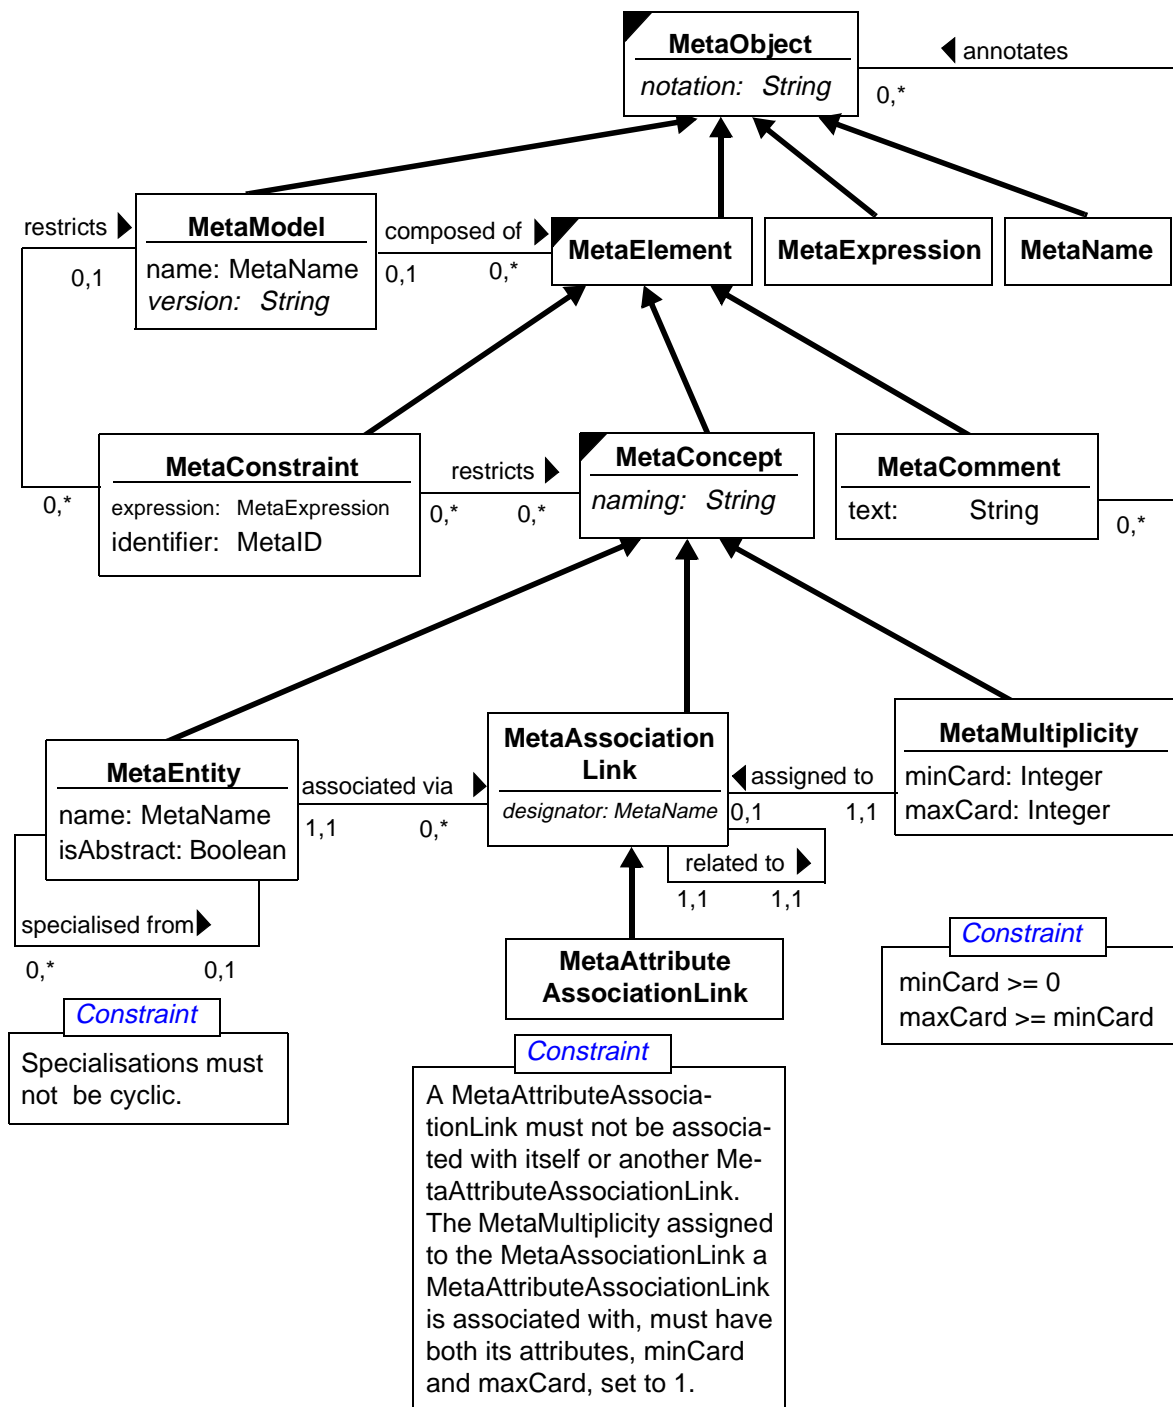 MetaObject
notation: String
annotates
0,*
restricts
0,1
MetaModel
name: MetaName
version: String
composed of
0,1
0,*
MetaElement
MetaExpression
MetaName
MetaConstraint
expression: MetaExpression
identifier: MetaID
0,*
restricts
0,*
0,*
MetaConcept
naming: String
MetaComment
text: String
0,*
MetaEntity
name: MetaName
isAbstract: Boolean
associated via
1,1
0,*
MetaAssociation
Link
designator: MetaName
assigned to
0,1
1,1
MetaMultiplicity
minCard: Integer
maxCard: Integer
related to
1,1
1,1
specialised from
0,*
0,1
MetaAttribute
AssociationLink
Constraint
minCard >= 0
maxCard >= minCard
Constraint
Specialisations must
not be cyclic.
Constraint
A MetaAttributeAssocia-
tionLink must not be associa-
ted with itself or another Me-
taAttributeAssociationLink.
The MetaMultiplicity assigned
to the MetaAssociationLink a
MetaAttributeAssociationLink
is associated with, must have
both its attributes, minCard
and maxCard, set to 1.